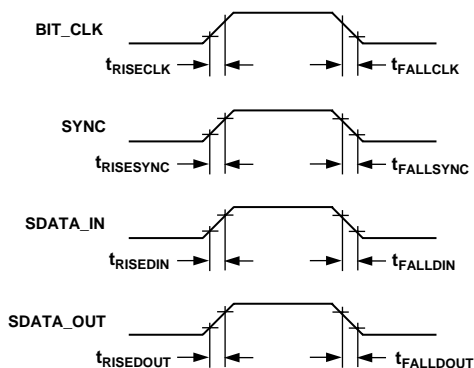 BIT_CLK
tRISECLK tFALLCLK
SYNC
tRISESYNC tFALLSYNC
SDATA_IN
tRISEDIN tFALLDIN
SDATA_OUT
tRISEDOUT tFALLDOUT